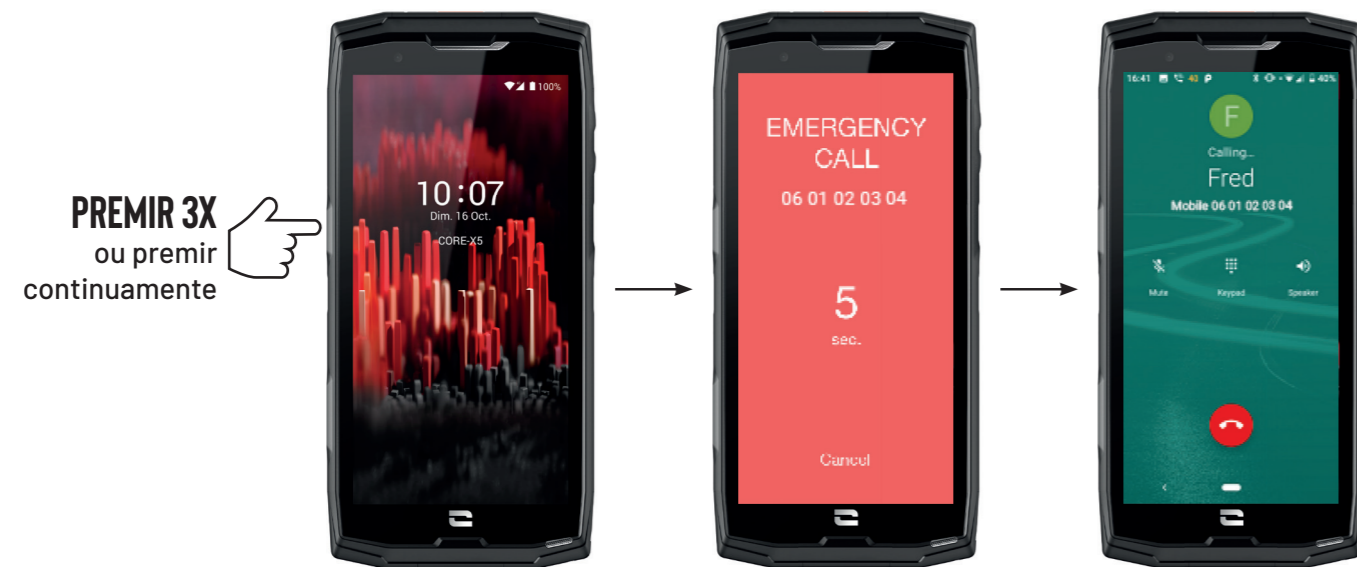 PREMIR 3X
ou premir
continuamente
100%
10:07
Dim. 16 Oct.
CORE-X5
EMERGENCY
CALL
06 01 02 03 04
5
sec.
Cancel
16:41 40 P 40%
F
Calling...
Fred
Mobile 06 01 02 03 04
Mute Keypad Speaker